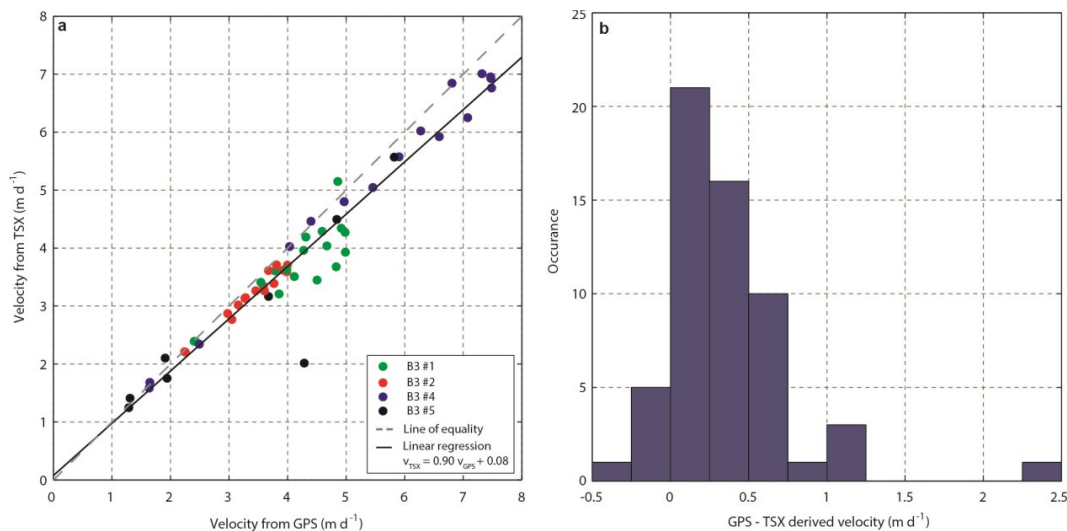 a
8
7
6
5
4
3
2
1
0
Velocity from TSX (m d⁻¹)
0 1 2 3 4 5 6 7 8
Velocity from GPS (m d⁻¹)
B3 #1
B3 #2
B3 #4
B3 #5
Line of equality
Linear regression
v_TSX = 0.90 v_GPS + 0.08
b
25
20
15
10
5
0
Occurance
-0.5 0 0.5 1 1.5 2 2.5
GPS - TSX derived velocity (m d⁻¹)